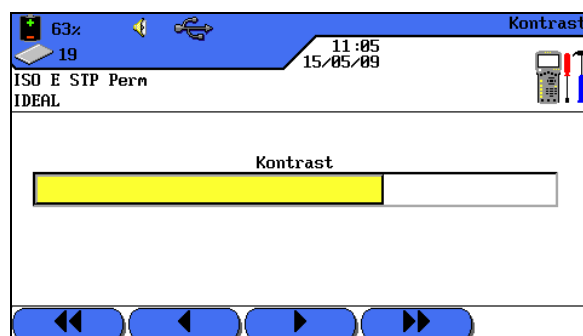 63% Kontrast
19 11:05
15/05/09
ISO E STP Perm
IDEAL
Kontrast